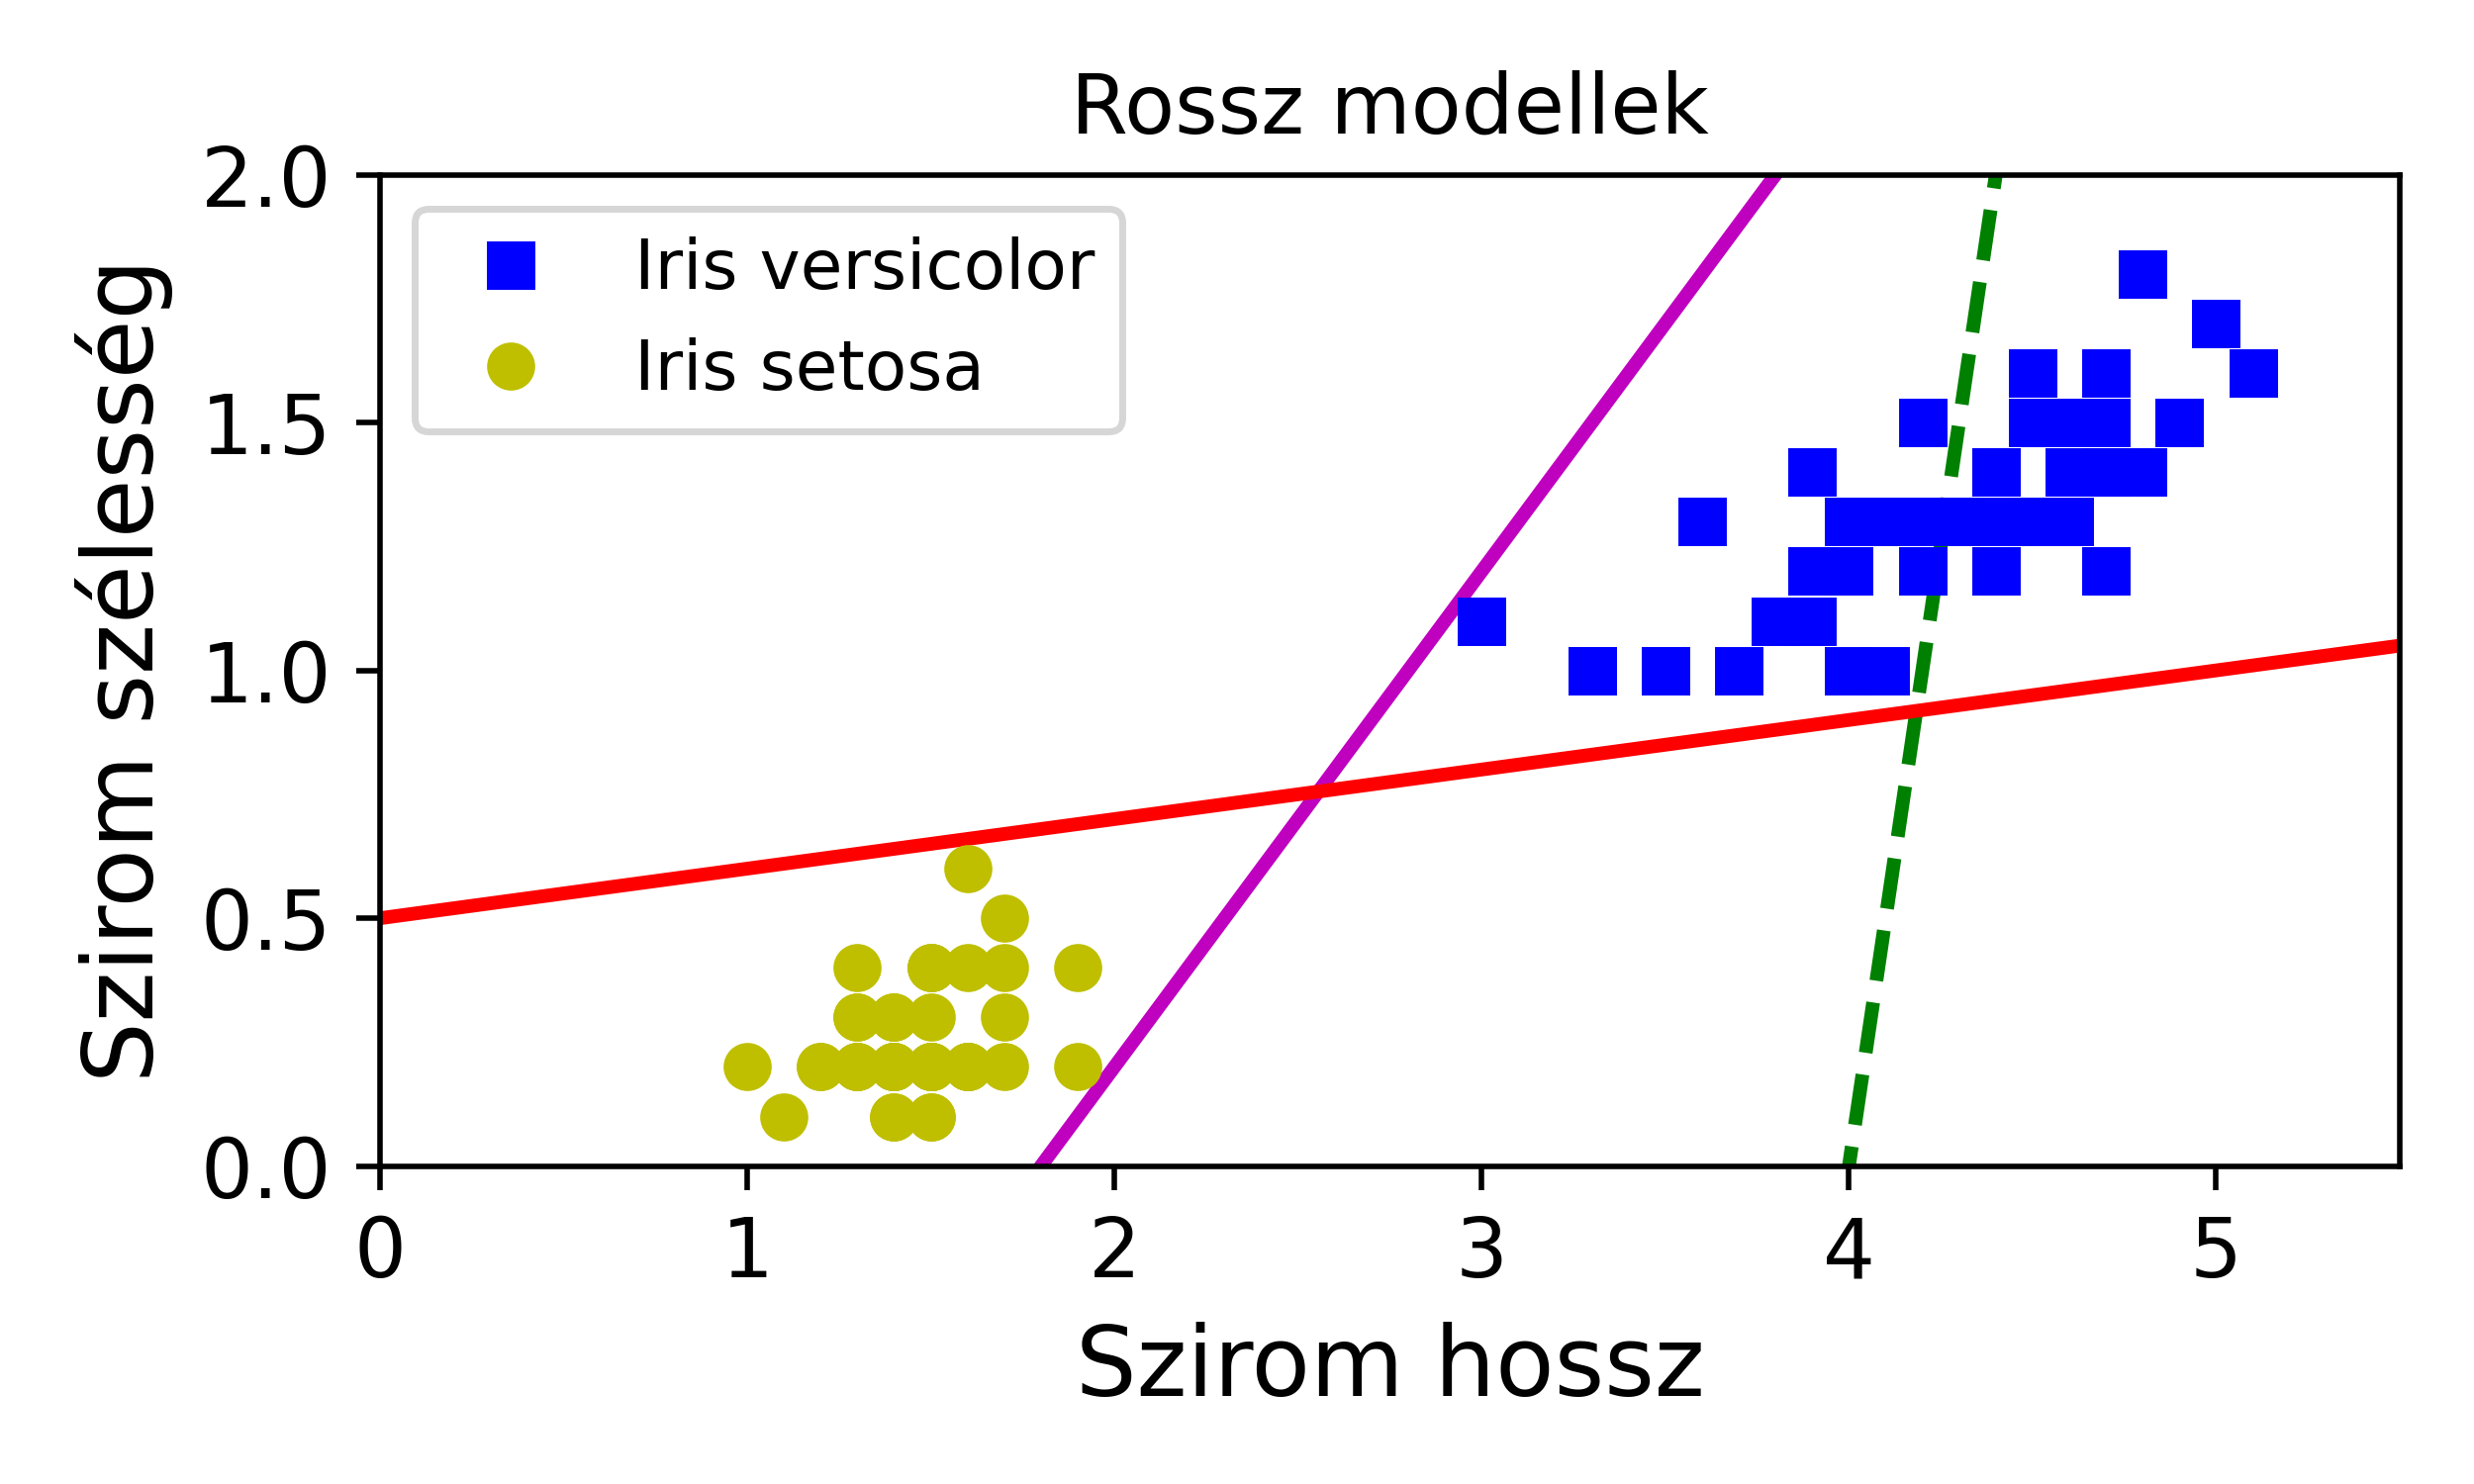 Rossz modellek
Szirom szélesség
2.0
1.5
1.0
0.5
0.0
Iris versicolor
Iris setosa
0 1 2 3 4 5
Szirom hossz